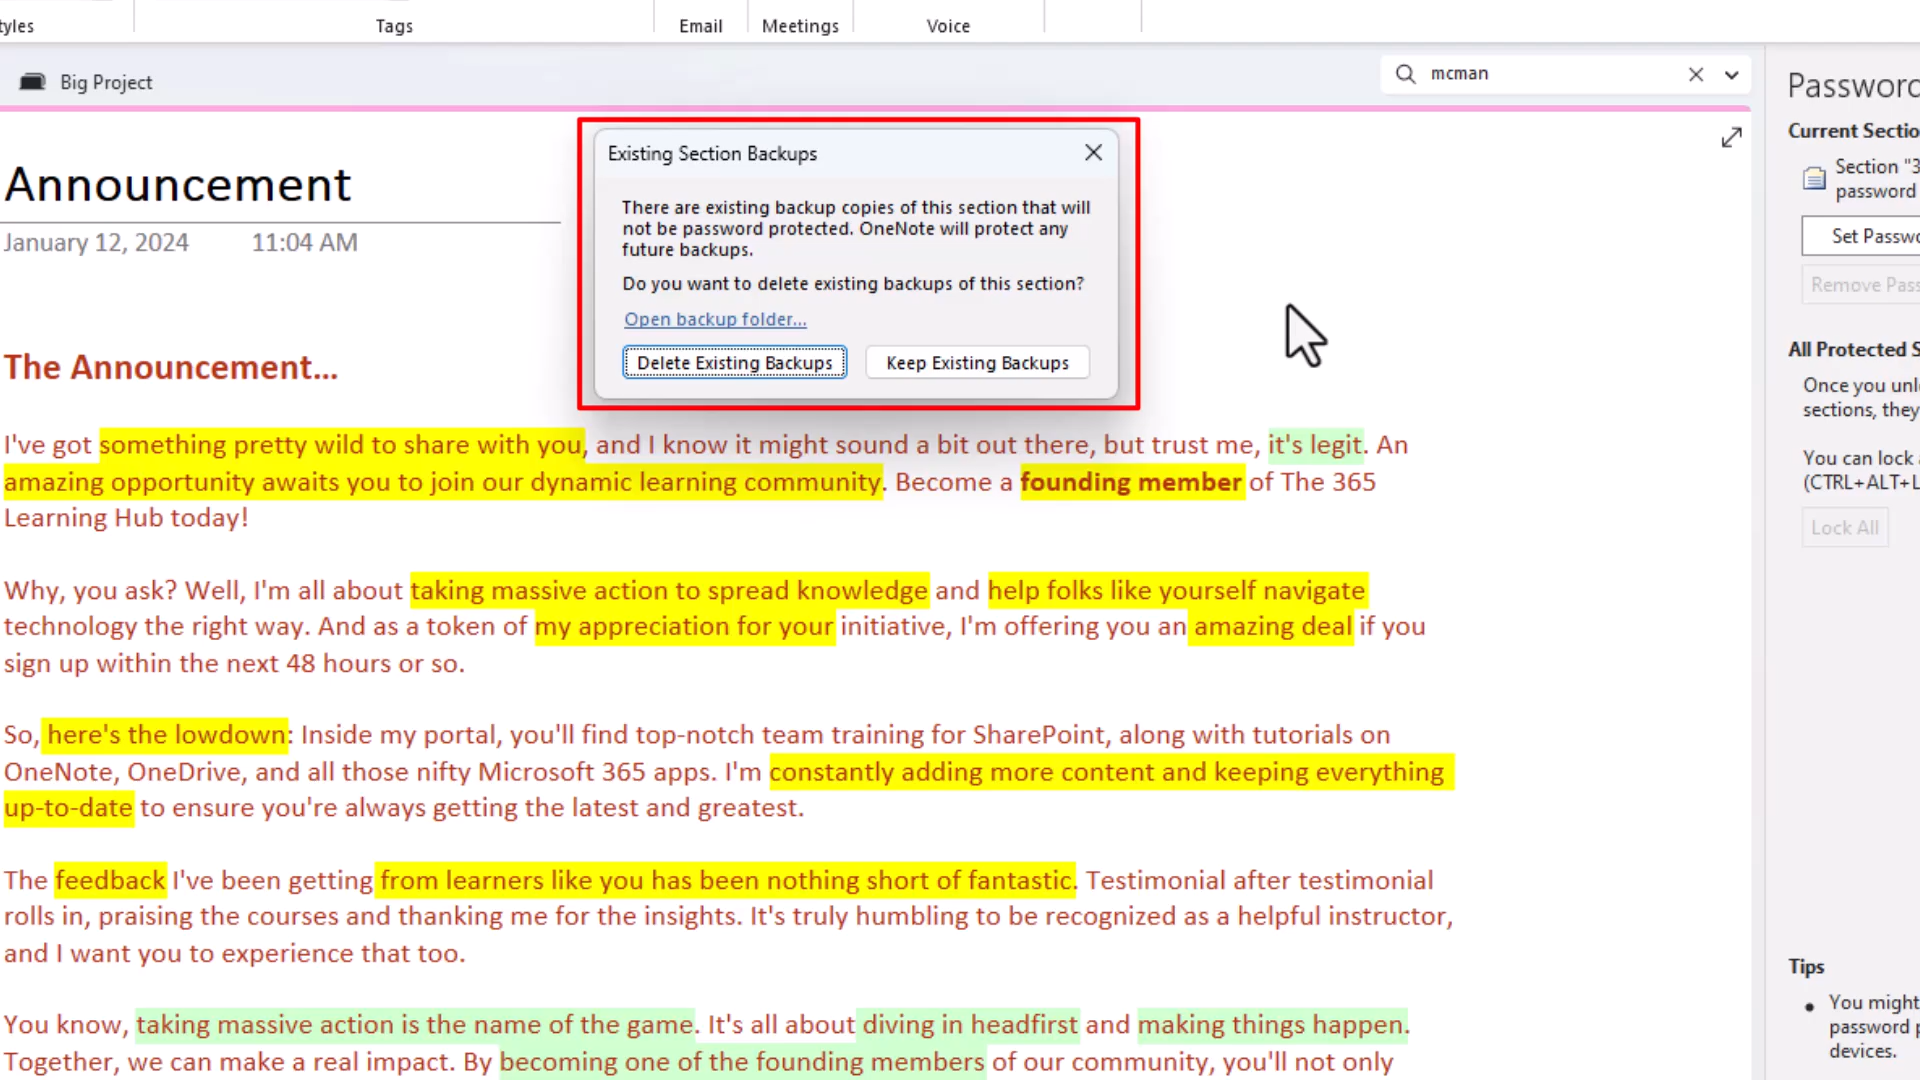 Tags
Email
Meetings
Voice
Big Project
mcman
Announcement
January 12, 2024 11:04 AM
Existing Section Backups
There are existing backup copies of this section that will
not be password protected. OneNote will protect any
future backups.
Do you want to delete existing backups of this section?
Open backup folder...
Delete Existing Backups
Keep Existing Backups
The Announcement...
I've got something pretty wild to share with you, and I know it might sound a bit out there, but trust me, it's legit. An
amazing opportunity awaits you to join our dynamic learning community. Become a founding member of The 365
Learning Hub today!
Why, you ask? Well, I'm all about taking massive action to spread knowledge and help folks like yourself navigate
technology the right way. And as a token of my appreciation for your initiative, I'm offering you an amazing deal if you
sign up within the next 48 hours or so.
So, here's the lowdown: Inside my portal, you'll find top-notch team training for SharePoint, along with tutorials on
OneNote, OneDrive, and all those nifty Microsoft 365 apps. I'm constantly adding more content and keeping everything
up-to-date to ensure you're always getting the latest and greatest.
The feedback I've been getting from learners like you has been nothing short of fantastic. Testimonial after testimonial
rolls in, praising the courses and thanking me for the insights. It's truly humbling to be recognized as a helpful instructor,
and I want you to experience that too.
You know, taking massive action is the name of the game. It's all about diving in headfirst and making things happen.
Together, we can make a real impact. By becoming one of the founding members of our community, you'll not only
Password
Current
Section "3
password
Set
Remove
All Protected
Once you
sections, they
You can lock
(CTRL+ALT+L
Lock All
Tips
• You might
password
devices.